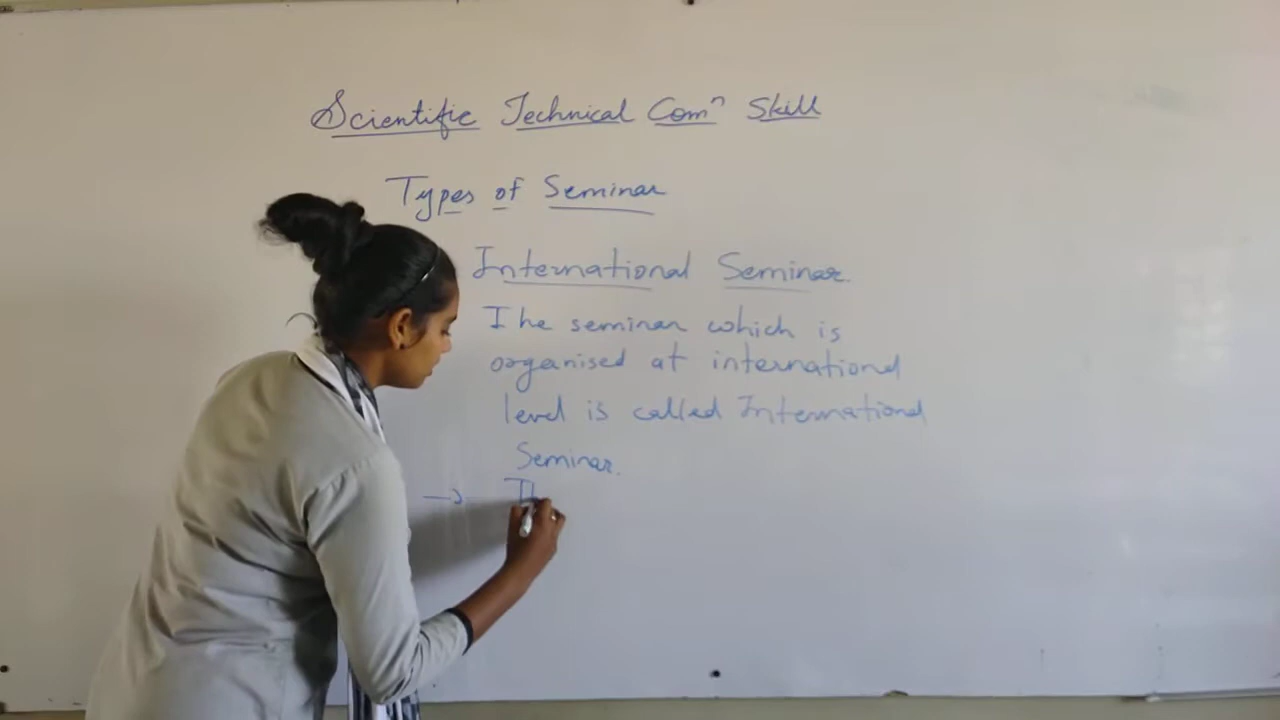 Scientific Technical Comⁿ Skill
Types of Seminar
International Seminar.
The seminar which is
organised at international
level is called International
Seminar.
→ Th